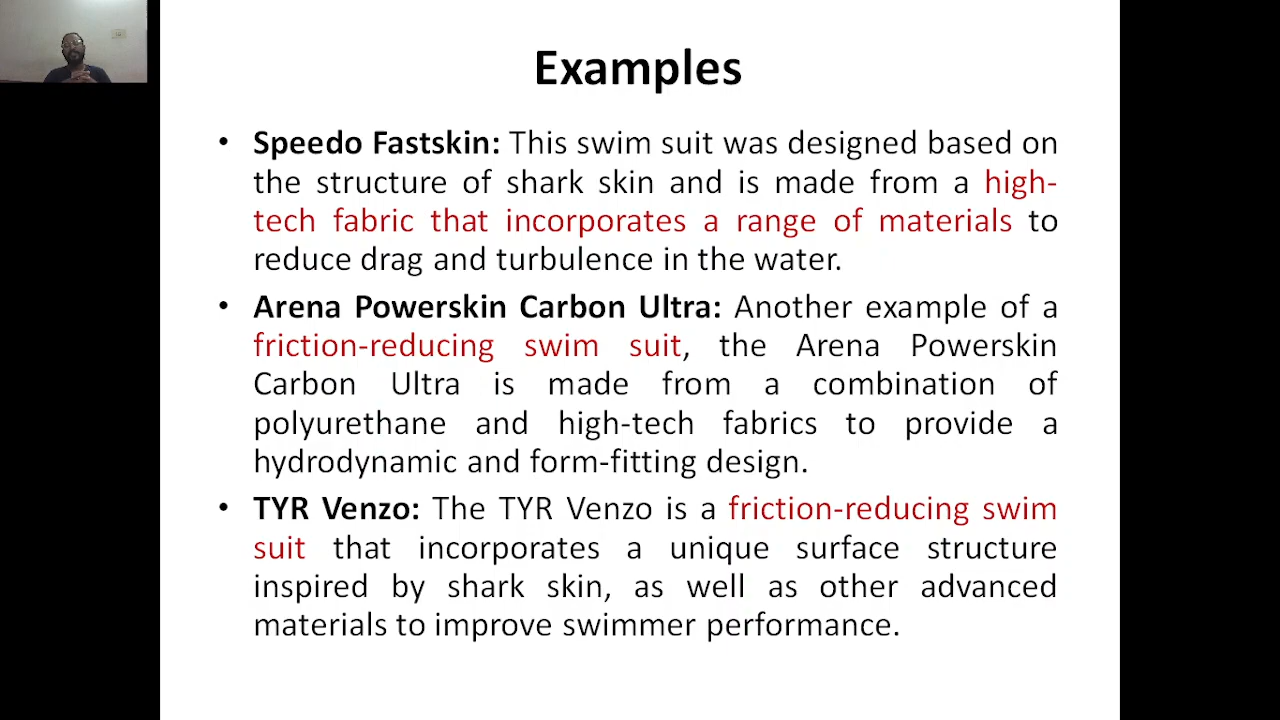 Examples
• Speedo Fastskin: This swim suit was designed based on
the structure of shark skin and is made from a high-
tech fabric that incorporates a range of materials to
reduce drag and turbulence in the water.
• Arena Powerskin Carbon Ultra: Another example of a
friction-reducing swim suit, the Arena Powerskin
Carbon Ultra is made from a combination of
polyurethane and high-tech fabrics to provide a
hydrodynamic and form-fitting design.
• TYR Venzo: The TYR Venzo is a friction-reducing swim
suit that incorporates a unique surface structure
inspired by shark skin, as well as other advanced
materials to improve swimmer performance.